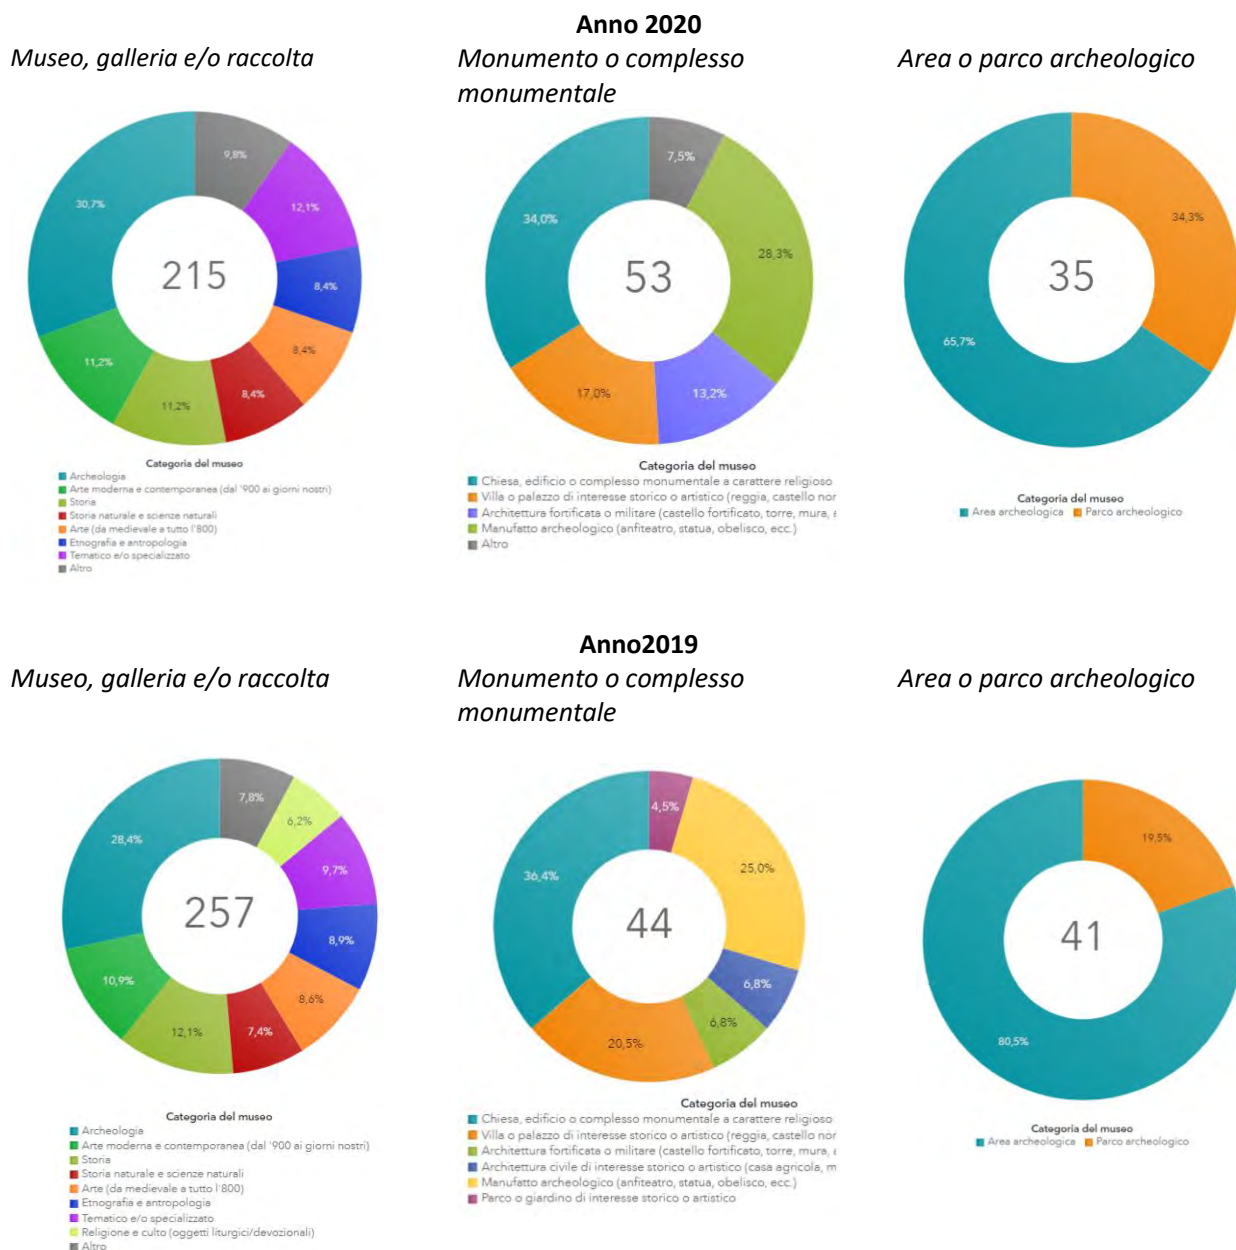 Anno 2020
Museo, galleria e/o raccolta
Monumento o complesso
monumentale
Area o parco archeologico
9,8%
12,1%
8,4%
8,4%
8,4%
11,2%
11,2%
30,7%
215
Categoria del museo
Archeologia
Arte moderna e contemporanea (dal '900 ai giorni nostri)
Storia
Storia naturale e scienze naturali
Arte (da medievale a tutto l'800)
Etnografia e antropologia
Tematico e/o specializzato
Altro
7,5%
28,3%
13,2%
17,0%
34,0%
53
Categoria del museo
Chiesa, edificio o complesso monumentale a carattere religioso
Villa o palazzo di interesse storico o artistico (reggia, castello nor
Architettura fortificata o militare (castello fortificato, torre, mura,
Manufatto archeologico (anfiteatro, statua, obelisco, ecc.)
Altro
34,3%
65,7%
35
Categoria del museo
Area archeologica Parco archeologico
Anno2019
Museo, galleria e/o raccolta
Monumento o complesso
monumentale
Area o parco archeologico
7,8%
6,2%
9,7%
8,9%
8,6%
7,4%
12,1%
10,9%
28,4%
257
Categoria del museo
Archeologia
Arte moderna e contemporanea (dal '900 ai giorni nostri)
Storia
Storia naturale e scienze naturali
Arte (da medievale a tutto l'800)
Etnografia e antropologia
Tematico e/o specializzato
Religione e culto (oggetti liturgici/devozionali)
Altro
4,5%
25,0%
6,8%
6,8%
20,5%
36,4%
44
Categoria del museo
Chiesa, edificio o complesso monumentale a carattere religioso
Villa o palazzo di interesse storico o artistico (reggia, castello nor
Architettura fortificata o militare (castello fortificato, torre, mura,
Architettura civile di interesse storico o artistico (casa agricola, m
Manufatto archeologico (anfiteatro, statua, obelisco, ecc.)
Parco o giardino di interesse storico o artistico
19,5%
80,5%
41
Categoria del museo
Area archeologica Parco archeologico